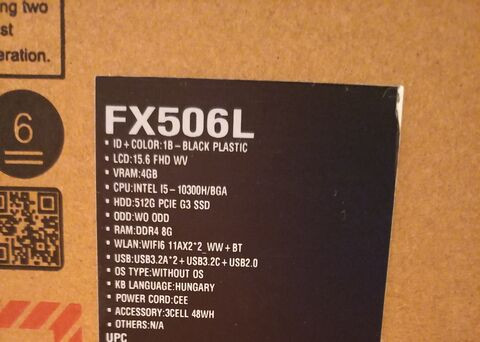 ng two
st
eration.
6
FX506L
• ID+COLOR:1B-BLACK PLASTIC
• LCD:15.6 FHD WV
• VRAM:4GB
• CPU:INTEL I5-10300H/BGA
• HDD:512G PCIE G3 SSD
• ODD:WO ODD
• RAM:DDR4 8G
• WLAN:WIFI6 11AX2*2_WW+BT
• USB:USB3.2A*2+USB3.2C+USB2.0
• OS TYPE:WITHOUT OS
• KB LANGUAGE:HUNGARY
• POWER CORD:CEE
• ACCESSORY:3CELL 48WH
• OTHERS:N/A
UPC